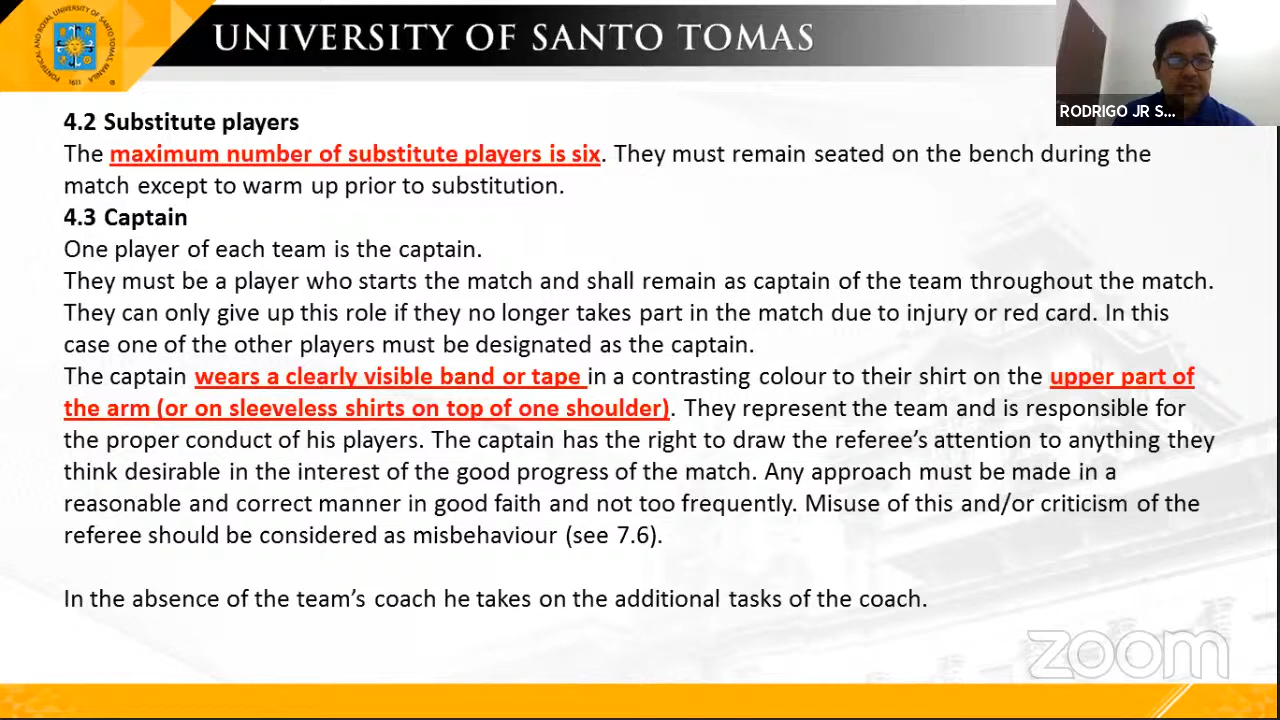 UNIVERSITY OF SANTO TOMAS
RODRIGO JR S...
4.2 Substitute players
The maximum number of substitute players is six. They must remain seated on the bench during the
match except to warm up prior to substitution.
4.3 Captain
One player of each team is the captain.
They must be a player who starts the match and shall remain as captain of the team throughout the match.
They can only give up this role if they no longer takes part in the match due to injury or red card. In this
case one of the other players must be designated as the captain.
The captain wears a clearly visible band or tape in a contrasting colour to their shirt on the upper part of
the arm (or on sleeveless shirts on top of one shoulder). They represent the team and is responsible for
the proper conduct of his players. The captain has the right to draw the referee’s attention to anything they
think desirable in the interest of the good progress of the match. Any approach must be made in a
reasonable and correct manner in good faith and not too frequently. Misuse of this and/or criticism of the
referee should be considered as misbehaviour (see 7.6).
In the absence of the team’s coach he takes on the additional tasks of the coach.
zoom